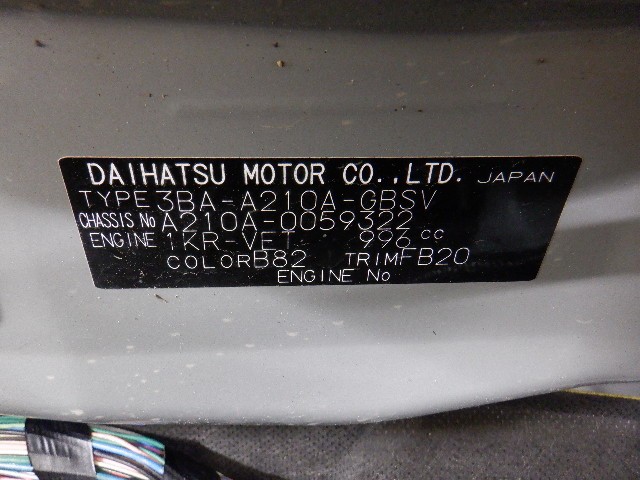 DAIHATSU MOTOR CO.,LTD. JAPAN
TYPE 3BA-A210A-GBSV
CHASSIS No A210A-0059322
ENGINE 1KR-VET 996 cc
COLOR B82 TRIM FB20
ENGINE No